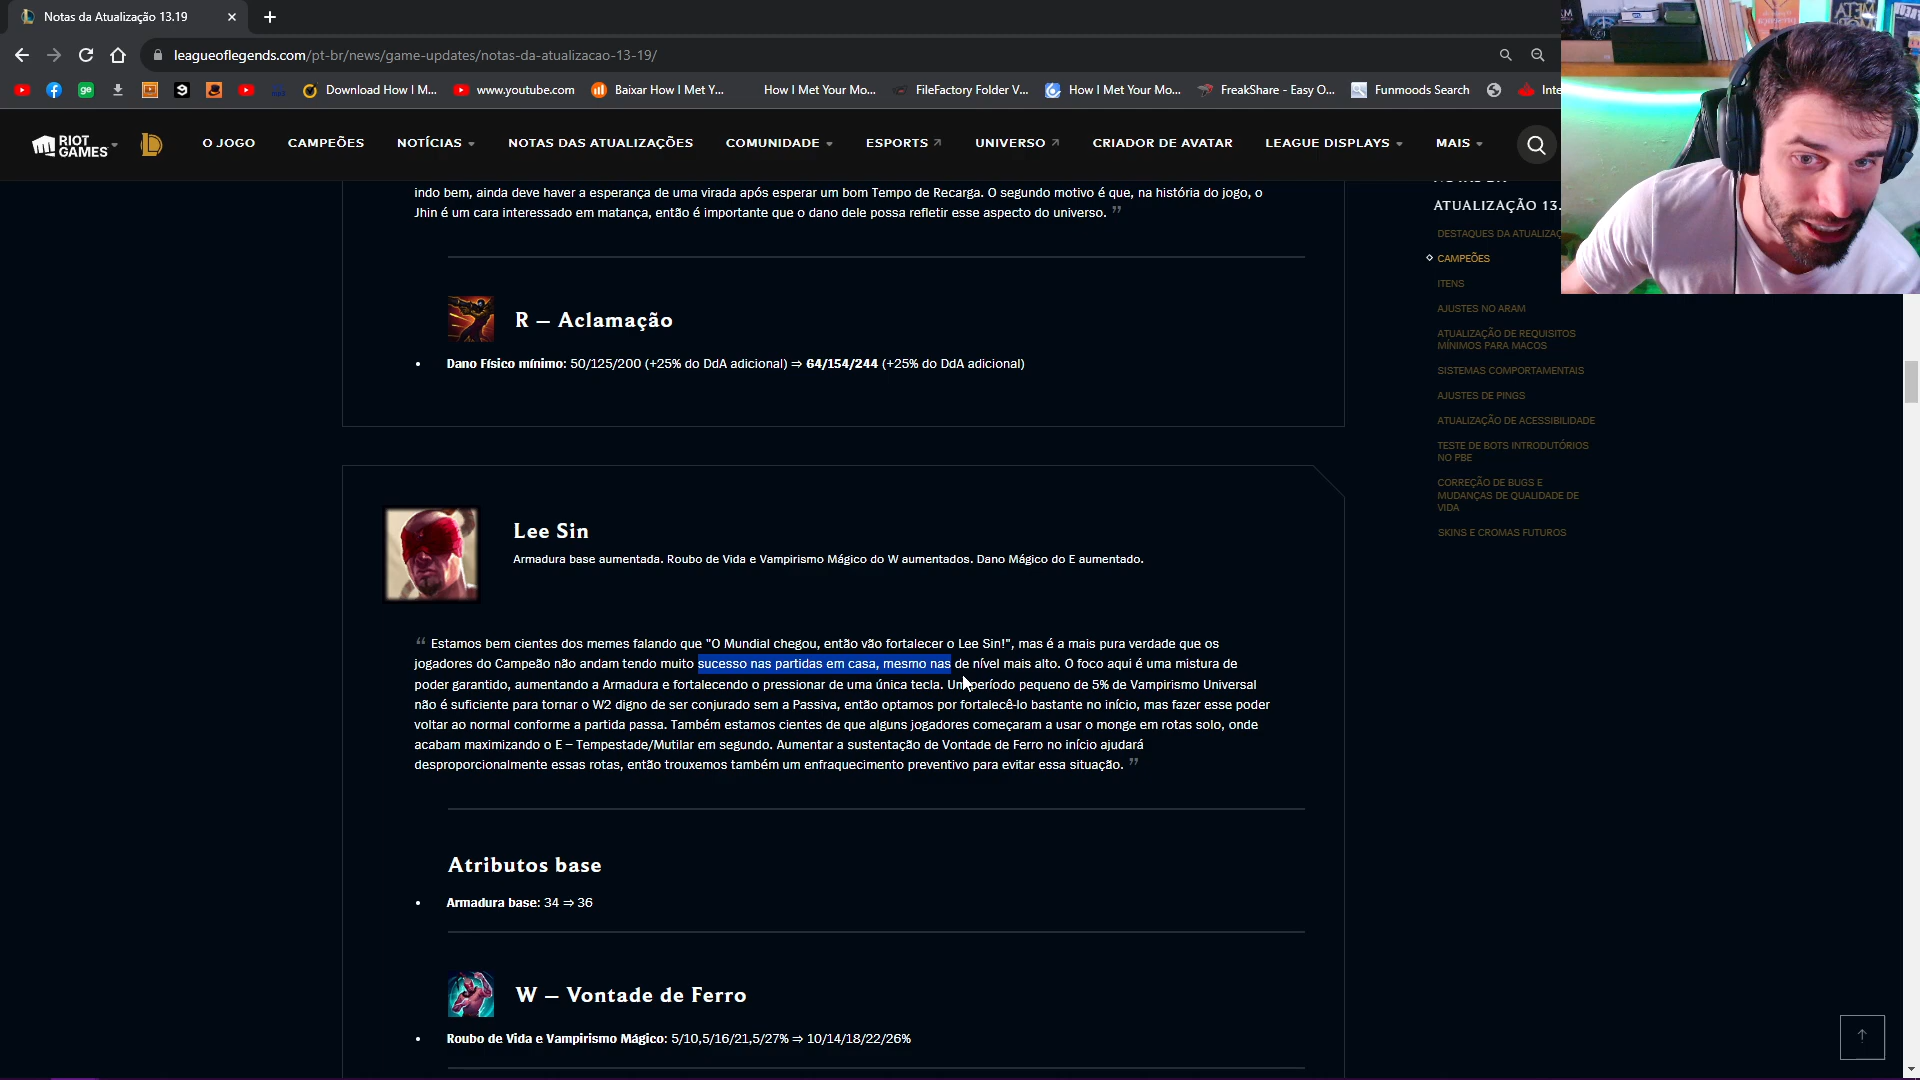 Notas da Atualização 13.19
leagueoflegends.com/pt-br/news/game-updates/notas-da-atualizacao-13-19/
Download How I M...
www.youtube.com
Baixar How I Met Y...
How I Met Your Mo...
FileFactory Folder V...
How I Met Your Mo...
FreakShare - Easy O...
Funmoods Search
RIOT GAMES
O JOGO
CAMPEÕES
NOTÍCIAS
NOTAS DAS ATUALIZAÇÕES
COMUNIDADE
ESPORTS
UNIVERSO
CRIADOR DE AVATAR
LEAGUE DISPLAYS
MAIS
indo bem, ainda deve haver a esperança de uma virada após esperar um bom Tempo de Recarga. O segundo motivo é que, na história do jogo, o
Jhin é um cara interessado em matança, então é importante que o dano dele possa refletir esse aspecto do universo. ”
R – Aclamação
• Dano Físico mínimo: 50/125/200 (+25% do DdA adicional) ⇒ 64/154/244 (+25% do DdA adicional)
Lee Sin
Armadura base aumentada. Roubo de Vida e Vampirismo Mágico do W aumentados. Dano Mágico do E aumentado.
“ Estamos bem cientes dos memes falando que "O Mundial chegou, então vão fortalecer o Lee Sin!", mas é a mais pura verdade que os
jogadores do Campeão não andam tendo muito sucesso nas partidas em casa, mesmo nas de nível mais alto. O foco aqui é uma mistura de
poder garantido, aumentando a Armadura e fortalecendo o pressionar de uma única tecla. Um período pequeno de 5% de Vampirismo Universal
não é suficiente para tornar o W2 digno de ser conjurado sem a Passiva, então optamos por fortalecê-lo bastante no início, mas fazer esse poder
voltar ao normal conforme a partida passa. Também estamos cientes de que alguns jogadores começaram a usar o monge em rotas solo, onde
acabam maximizando o E – Tempestade/Mutilar em segundo. Aumentar a sustentação de Vontade de Ferro no início ajudará
desproporcionalmente essas rotas, então trouxemos também um enfraquecimento preventivo para evitar essa situação. ”
Atributos base
• Armadura base: 34 ⇒ 36
W – Vontade de Ferro
• Roubo de Vida e Vampirismo Mágico: 5/10,5/16/21,5/27% ⇒ 10/14/18/22/26%
ATUALIZAÇÃO 13.
DESTAQUES DA
CAMPEÕES
ITENS
AJUSTES NO ARAM
ATUALIZAÇÃO DE REQUISITOS
MÍNIMOS PARA MACOS
SISTEMAS COMPORTAMENTAIS
AJUSTES DE PINGS
ATUALIZAÇÃO DE ACESSIBILIDADE
TESTE DE BOTS INTRODUTÓRIOS
NO PBE
CORREÇÃO DE BUGS E
MUDANÇAS DE QUALIDADE DE
VIDA
SKINS E CROMAS FUTUROS